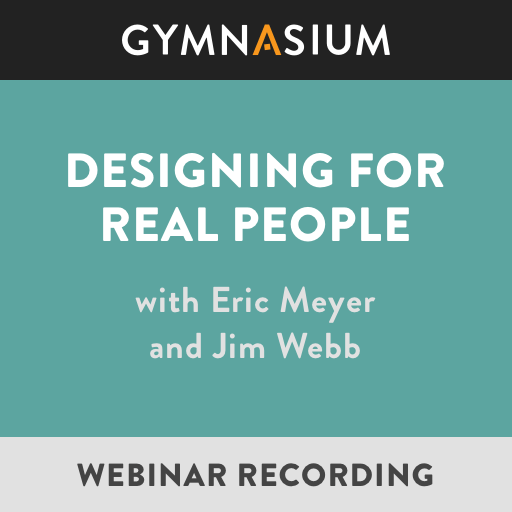 GYMNASIUM
DESIGNING FOR
REAL PEOPLE
with Eric Meyer
and Jim Webb
WEBINAR RECORDING